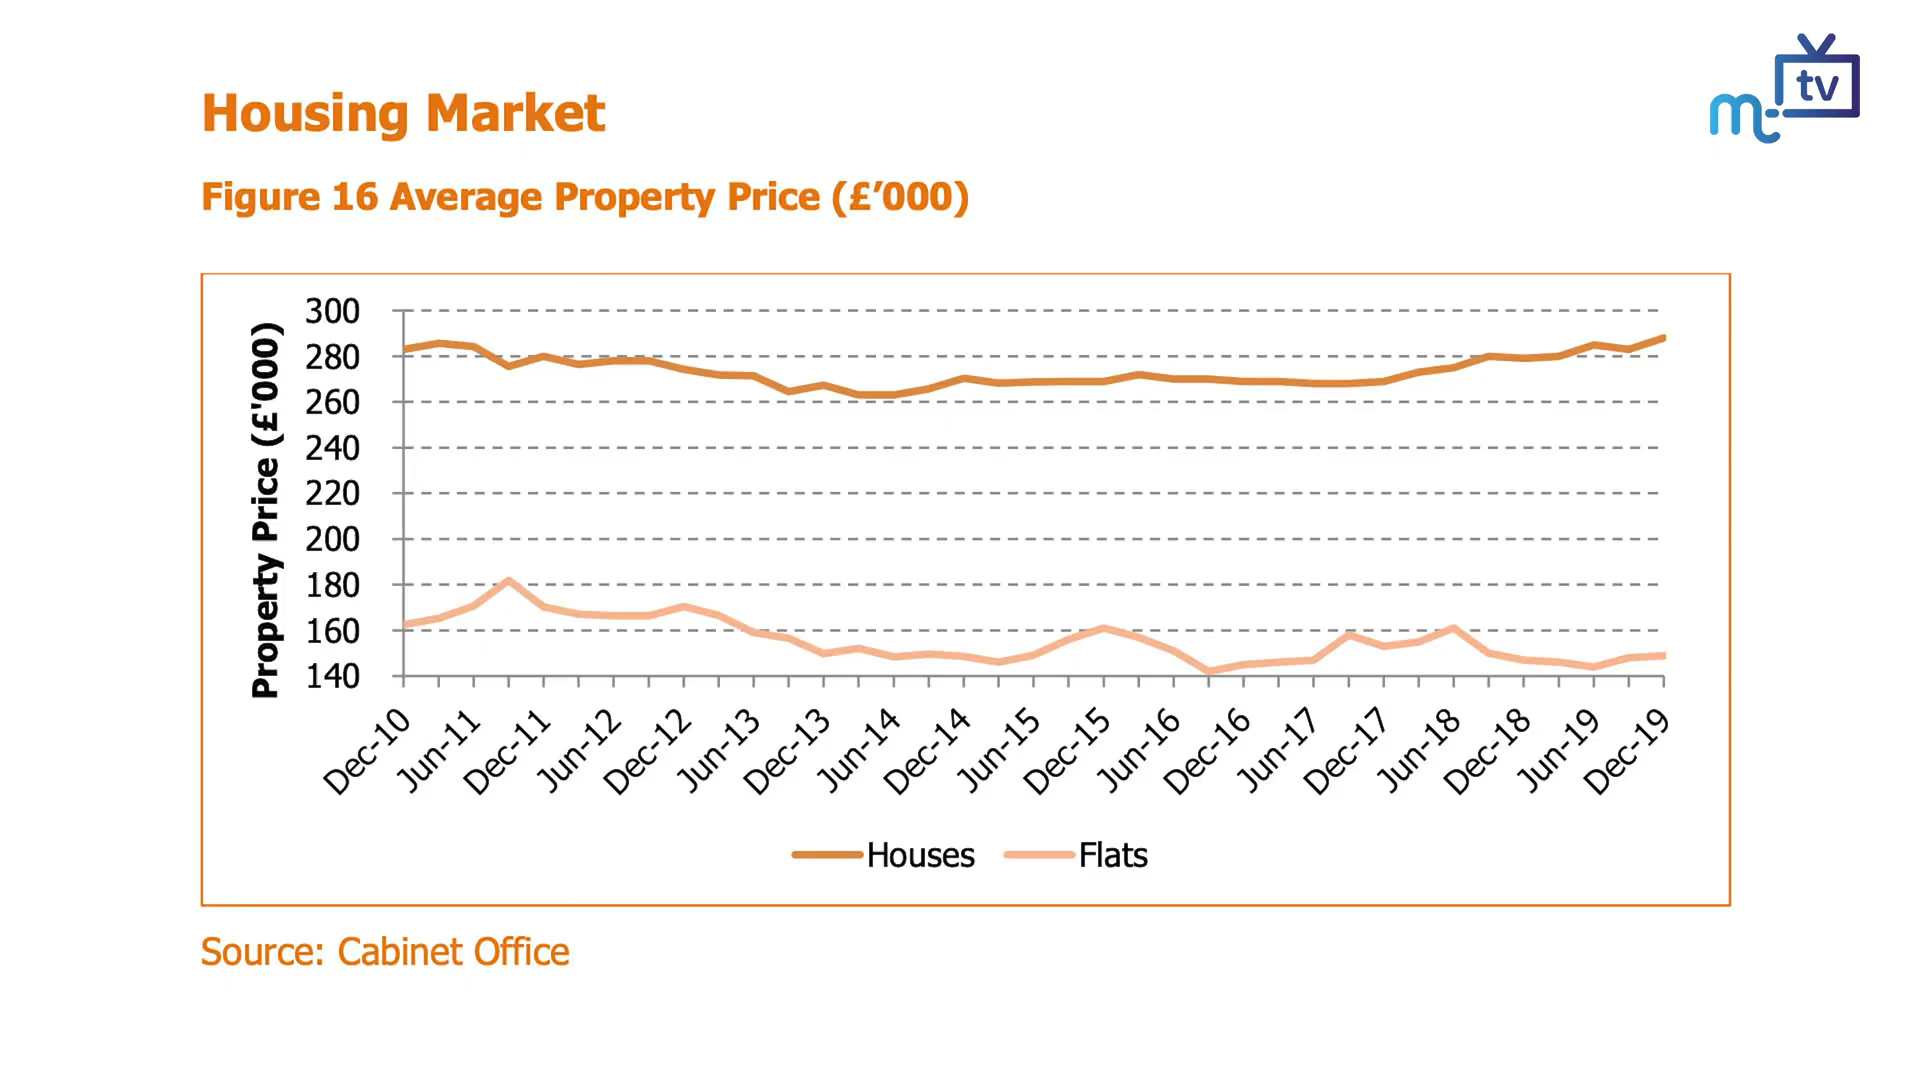 m tv
Housing Market
Figure 16 Average Property Price (£’000)
Property Price (£'000)
300
280
260
240
220
200
180
160
140
Dec-10
Jun-11
Dec-11
Jun-12
Dec-12
Jun-13
Dec-13
Jun-14
Dec-14
Jun-15
Dec-15
Jun-16
Dec-16
Jun-17
Dec-17
Jun-18
Dec-18
Jun-19
Dec-19
Houses Flats
Source: Cabinet Office